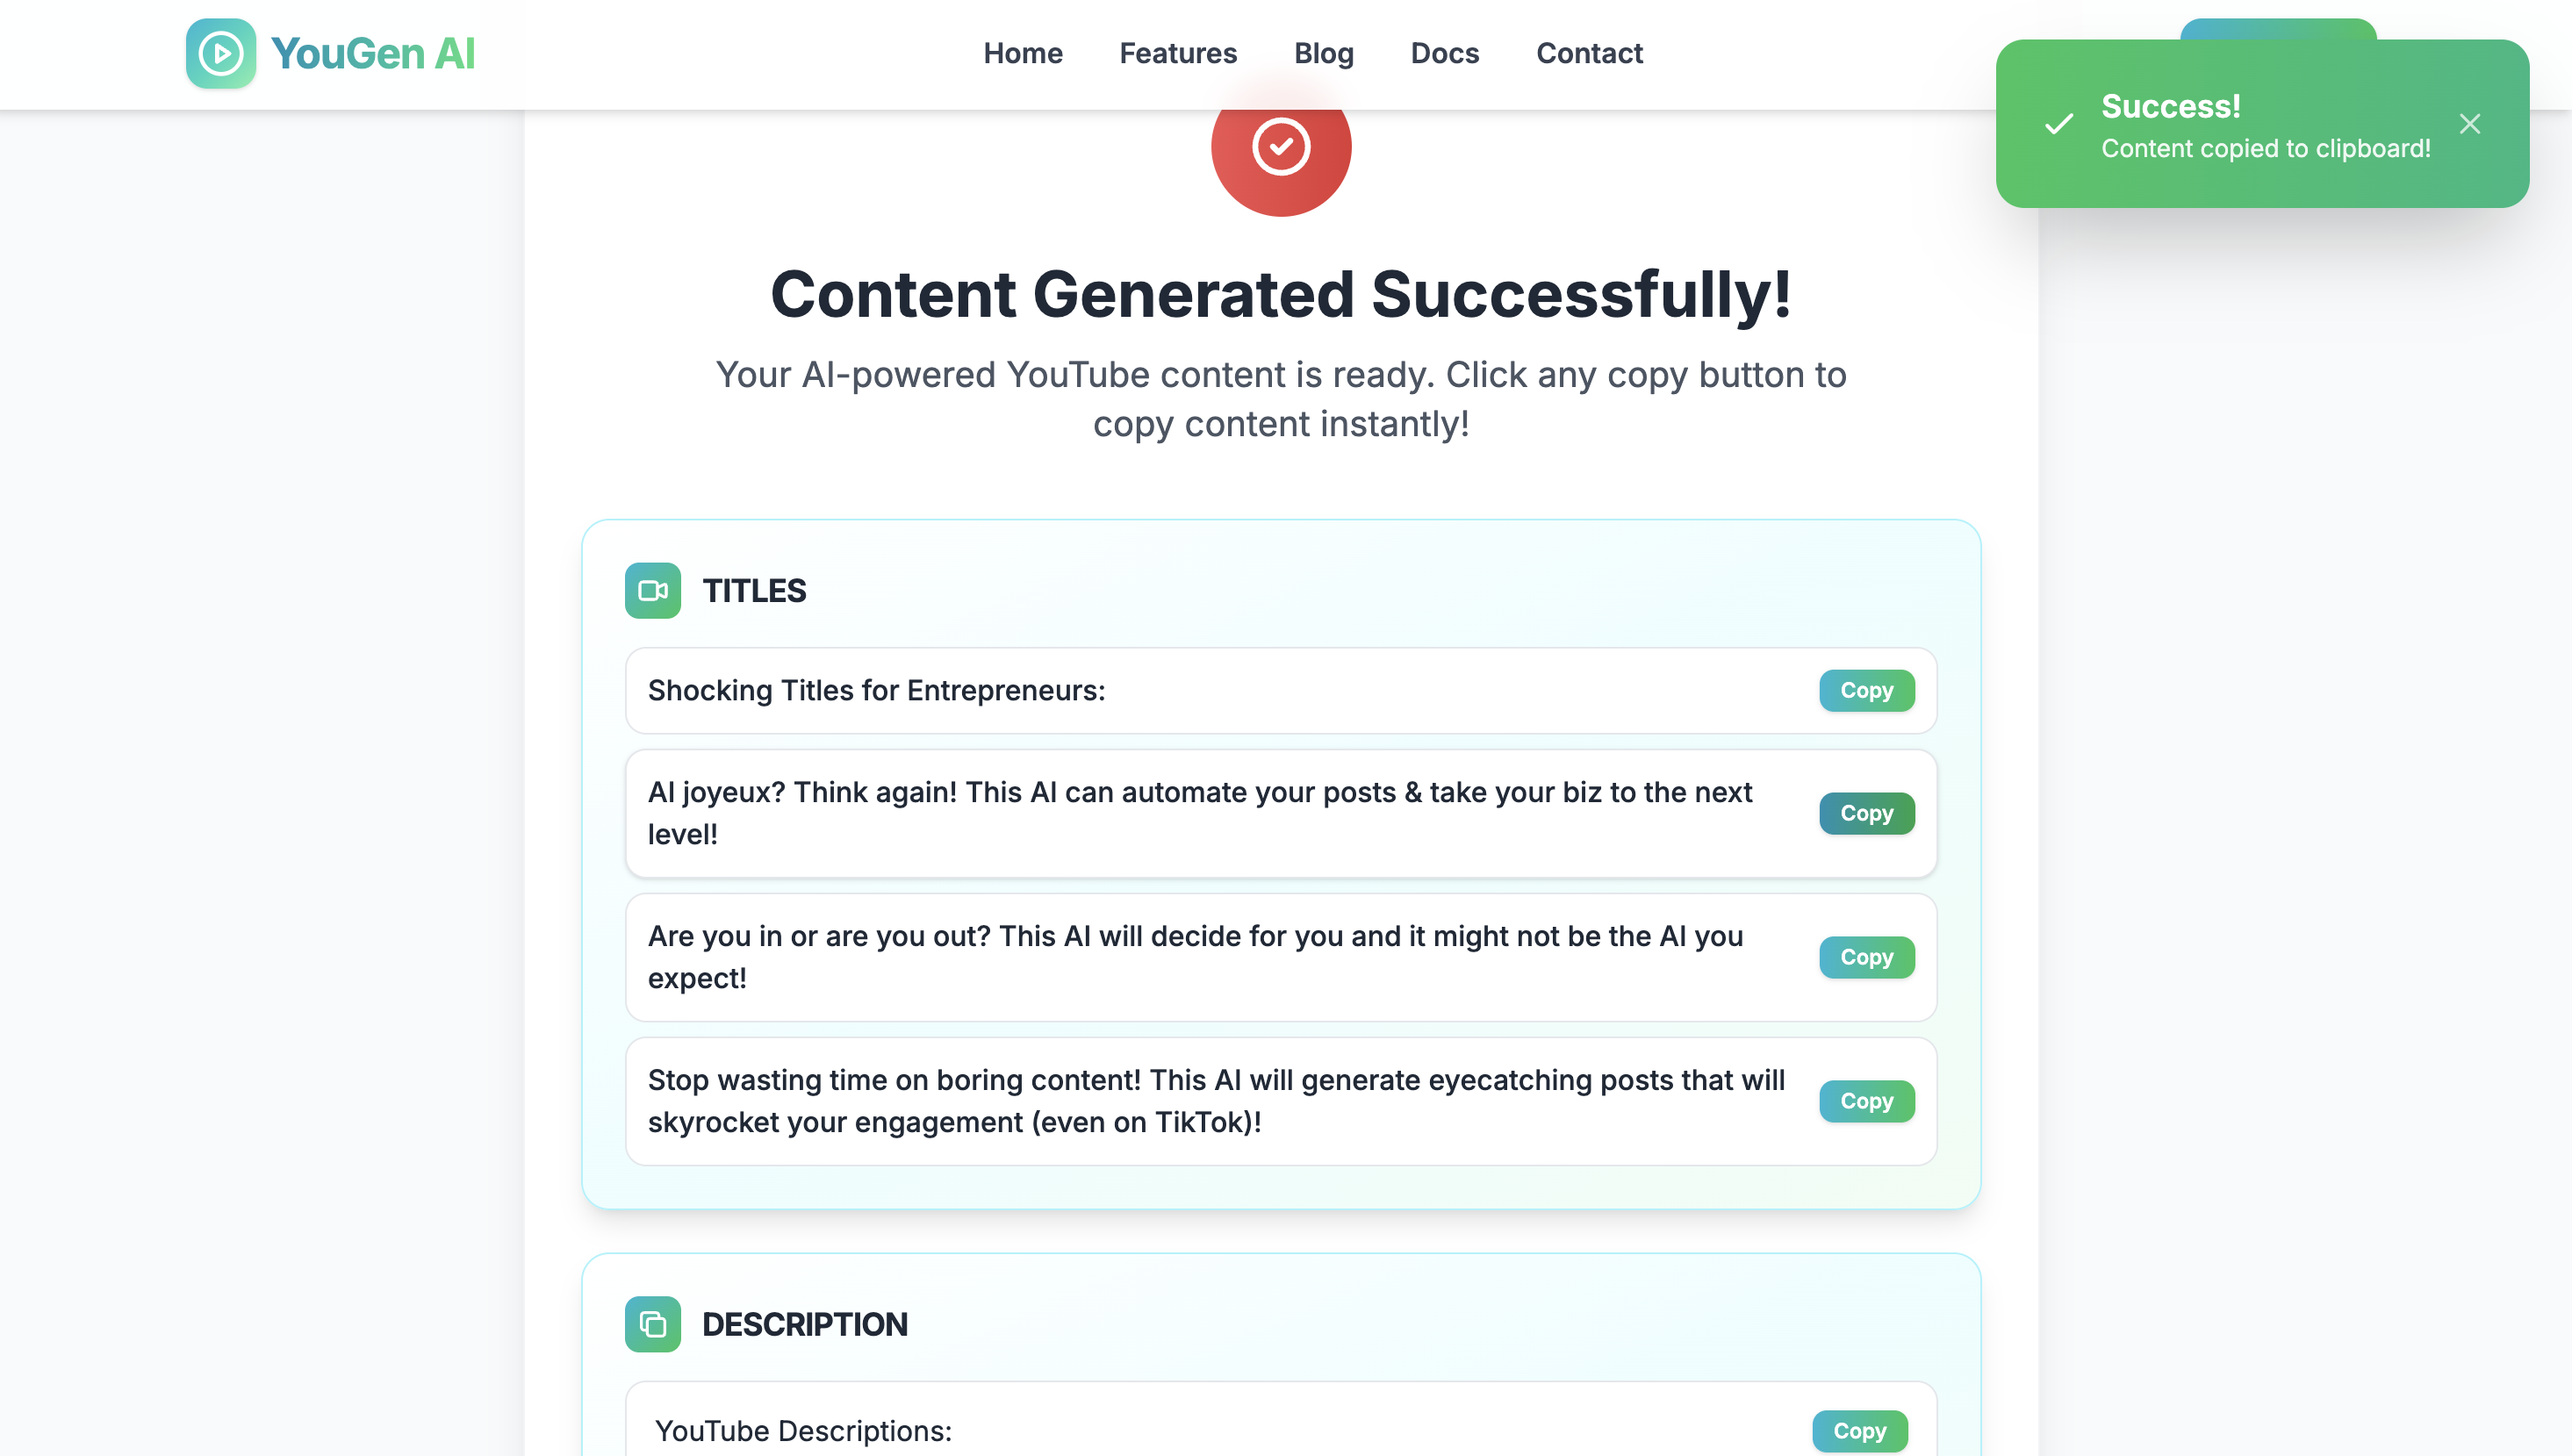 YouGen AI
Home
Features
Blog
Docs
Contact
Success!
Content copied to clipboard!
Content Generated Successfully!
Your AI-powered YouTube content is ready. Click any copy button to
copy content instantly!
TITLES
Shocking Titles for Entrepreneurs:
Copy
AI joyeux? Think again! This AI can automate your posts & take your biz to the next
level!
Copy
Are you in or are you out? This AI will decide for you and it might not be the AI you
expect!
Copy
Stop wasting time on boring content! This AI will generate eyecatching posts that will
skyrocket your engagement (even on TikTok)!
Copy
DESCRIPTION
YouTube Descriptions:
Copy